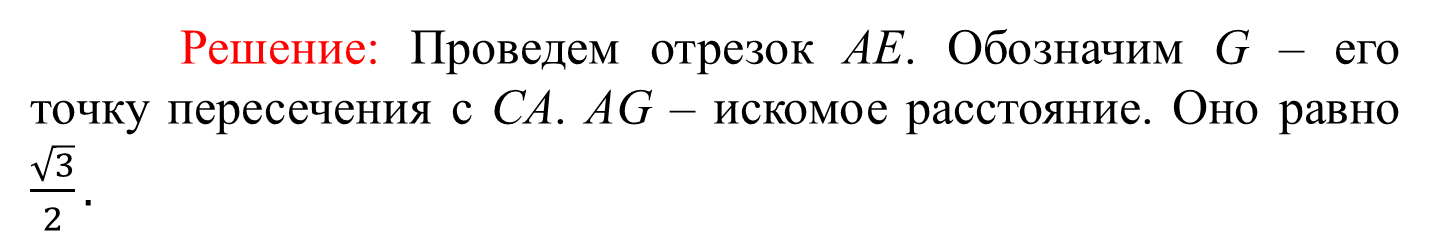 Решение: Проведем отрезок AE. Обозначим G – его
точку пересечения с CA. AG – искомое расстояние. Оно равно
√3/2.